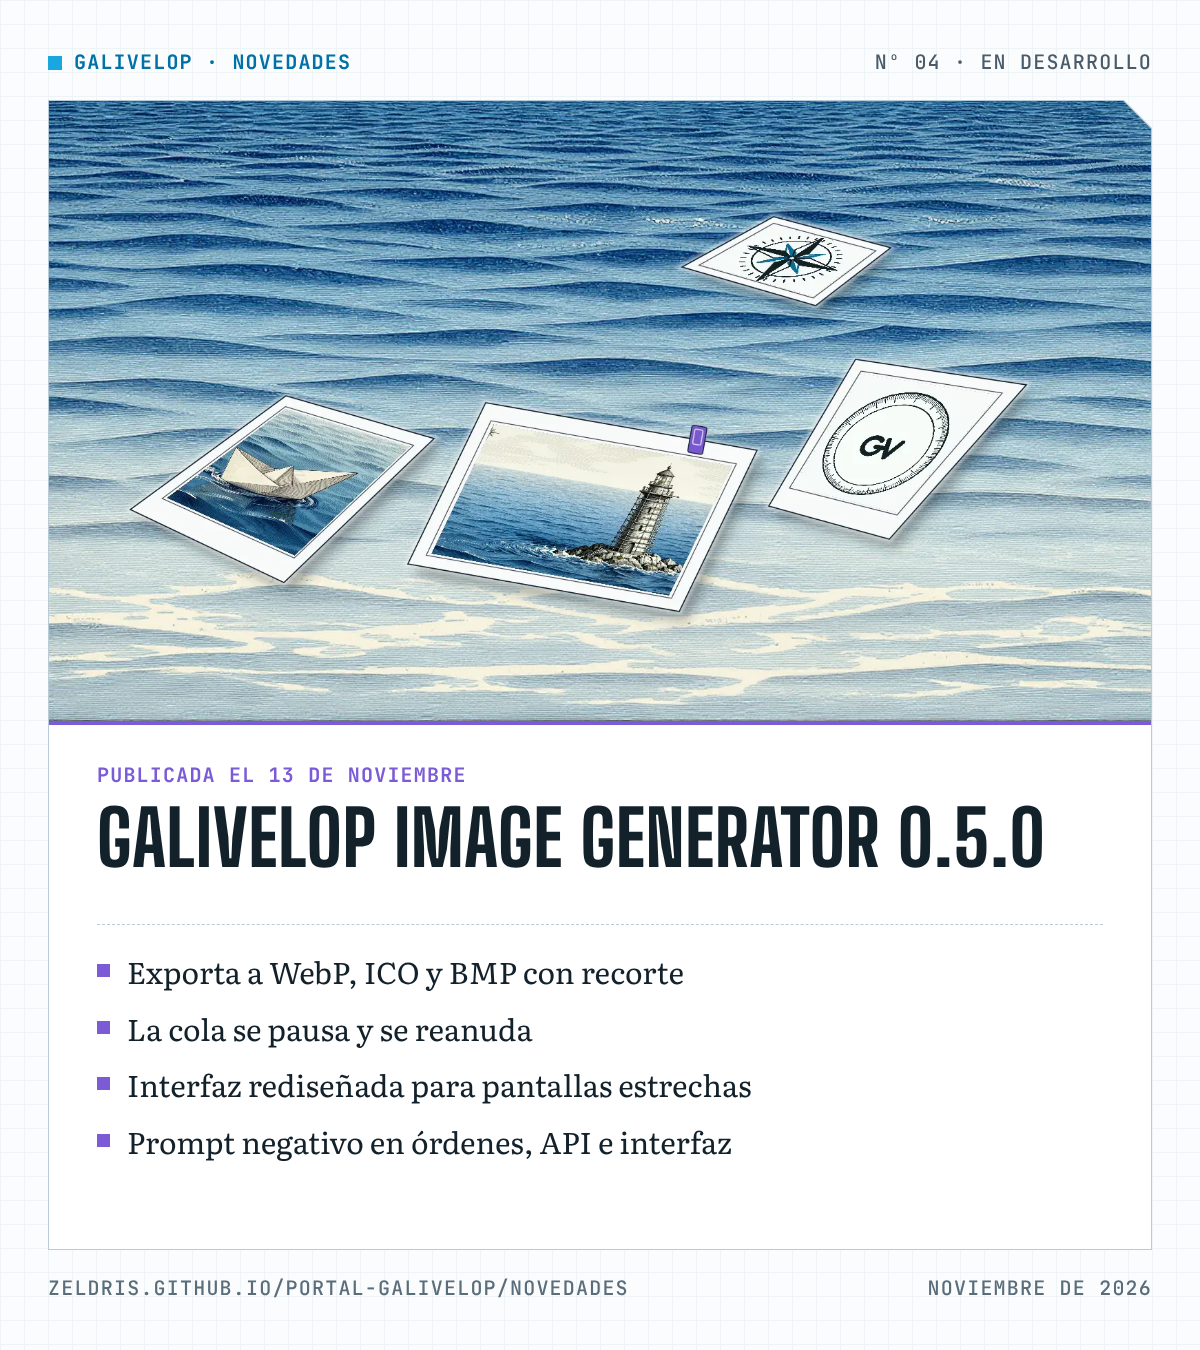 GALIVELOP · NOVEDADES
Nº 04 · EN DESARROLLO
GV
PUBLICADA EL 13 DE NOVIEMBRE
GALIVELOP IMAGE GENERATOR 0.5.0
Exporta a WebP, ICO y BMP con recorte
La cola se pausa y se reanuda
Interfaz rediseñada para pantallas estrechas
Prompt negativo en órdenes, API e interfaz
ZELDRIS.GITHUB.IO/PORTAL-GALIVELOP/NOVEDADES
NOVIEMBRE DE 2026